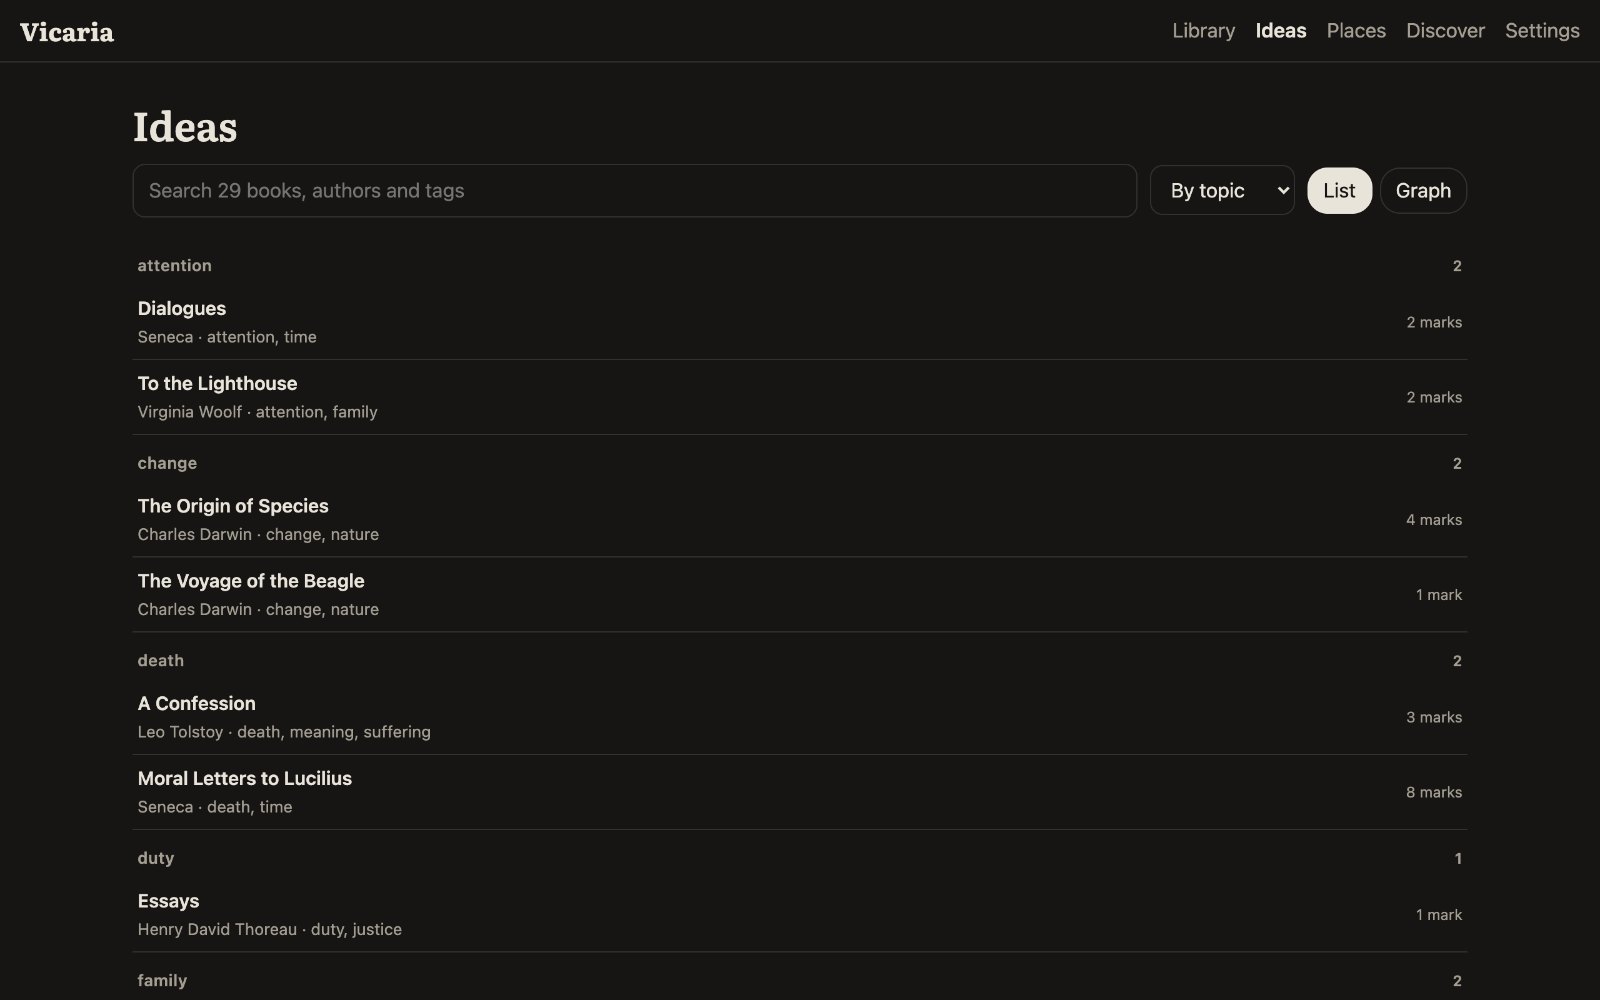 Vicaria
Library Ideas Places Discover Settings
Ideas
Search 29 books, authors and tags
By topic
List
Graph
attention 2
Dialogues
Seneca · attention, time
2 marks
To the Lighthouse
Virginia Woolf · attention, family
2 marks
change 2
The Origin of Species
Charles Darwin · change, nature
4 marks
The Voyage of the Beagle
Charles Darwin · change, nature
1 mark
death 2
A Confession
Leo Tolstoy · death, meaning, suffering
3 marks
Moral Letters to Lucilius
Seneca · death, time
8 marks
duty 1
Essays
Henry David Thoreau · duty, justice
1 mark
family 2